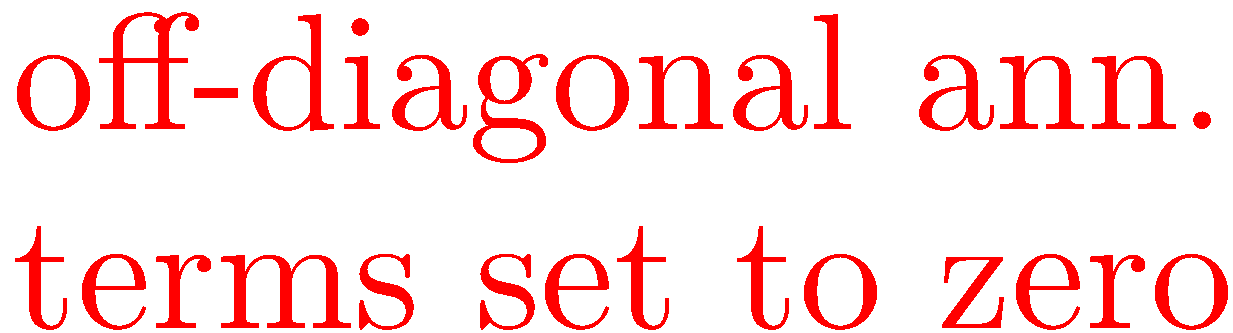 off-diagonal ann.
terms set to zero